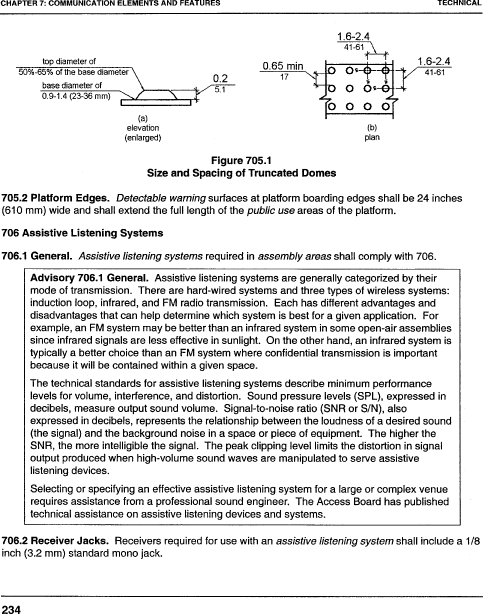 CHAPTER 7: COMMUNICATION ELEMENTS AND FEATURES TECHNICAL
top diameter of
50%-65% of the base diameter
base diameter of
0.9-1.4 (23-36 mm)
0.2
5.1
(a)
elevation
(enlarged)
0.65 min
17
1.6-2.4
41-61
1.6-2.4
41-61
(b)
plan
Figure 705.1
Size and Spacing of Truncated Domes
705.2 Platform Edges. Detectable warning surfaces at platform boarding edges shall be 24 inches
(610 mm) wide and shall extend the full length of the public use areas of the platform.
706 Assistive Listening Systems
706.1 General. Assistive listening systems required in assembly areas shall comply with 706.
Advisory 706.1 General. Assistive listening systems are generally categorized by their
mode of transmission. There are hard-wired systems and three types of wireless systems:
induction loop, infrared, and FM radio transmission. Each has different advantages and
disadvantages that can help determine which system is best for a given application. For
example, an FM system may be better than an infrared system in some open-air assemblies
since infrared signals are less effective in sunlight. On the other hand, an infrared system is
typically a better choice than an FM system where confidential transmission is important
because it will be contained within a given space.
The technical standards for assistive listening systems describe minimum performance
levels for volume, interference, and distortion. Sound pressure levels (SPL), expressed in
decibels, measure output sound volume. Signal-to-noise ratio (SNR or S/N), also
expressed in decibels, represents the relationship between the loudness of a desired sound
(the signal) and the background noise in a space or piece of equipment. The higher the
SNR, the more intelligible the signal. The peak clipping level limits the distortion in signal
output produced when high-volume sound waves are manipulated to serve assistive
listening devices.
Selecting or specifying an effective assistive listening system for a large or complex venue
requires assistance from a professional sound engineer. The Access Board has published
technical assistance on assistive listening devices and systems.
706.2 Receiver Jacks. Receivers required for use with an assistive listening system shall include a 1/8
inch (3.2 mm) standard mono jack.
234